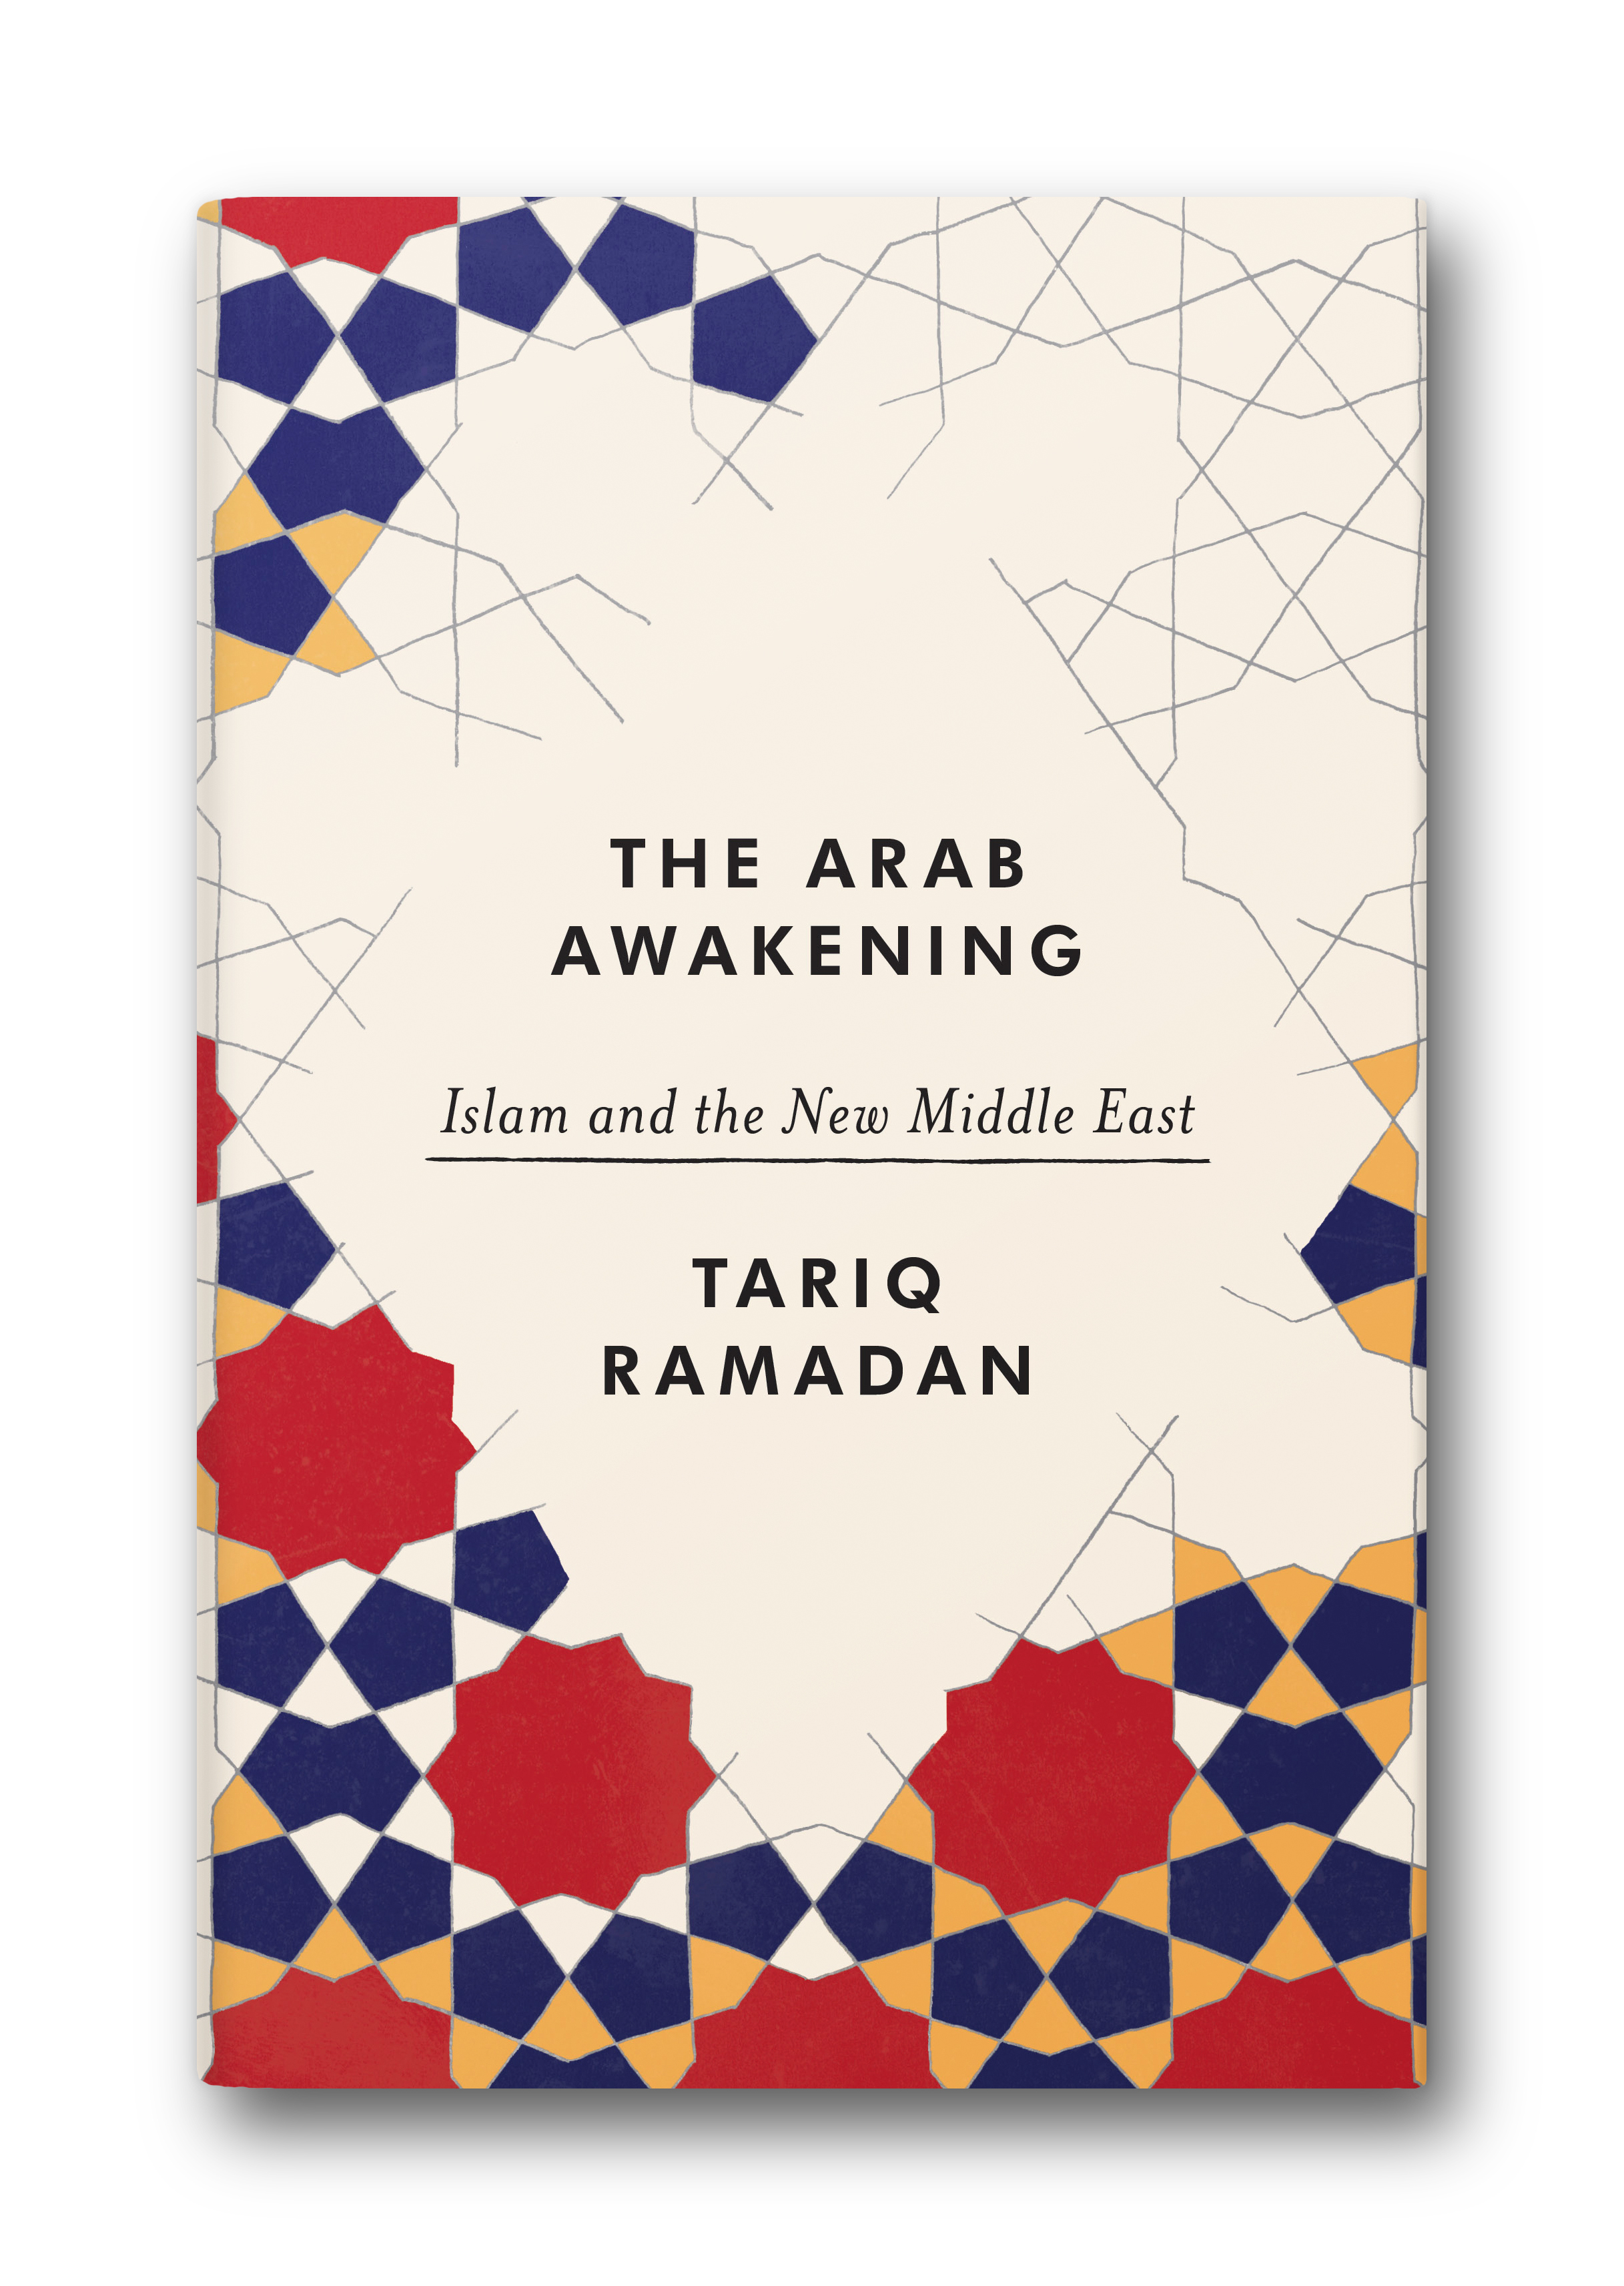 THE ARAB
AWAKENING
Islam and the New Middle East
TARIQ
RAMADAN